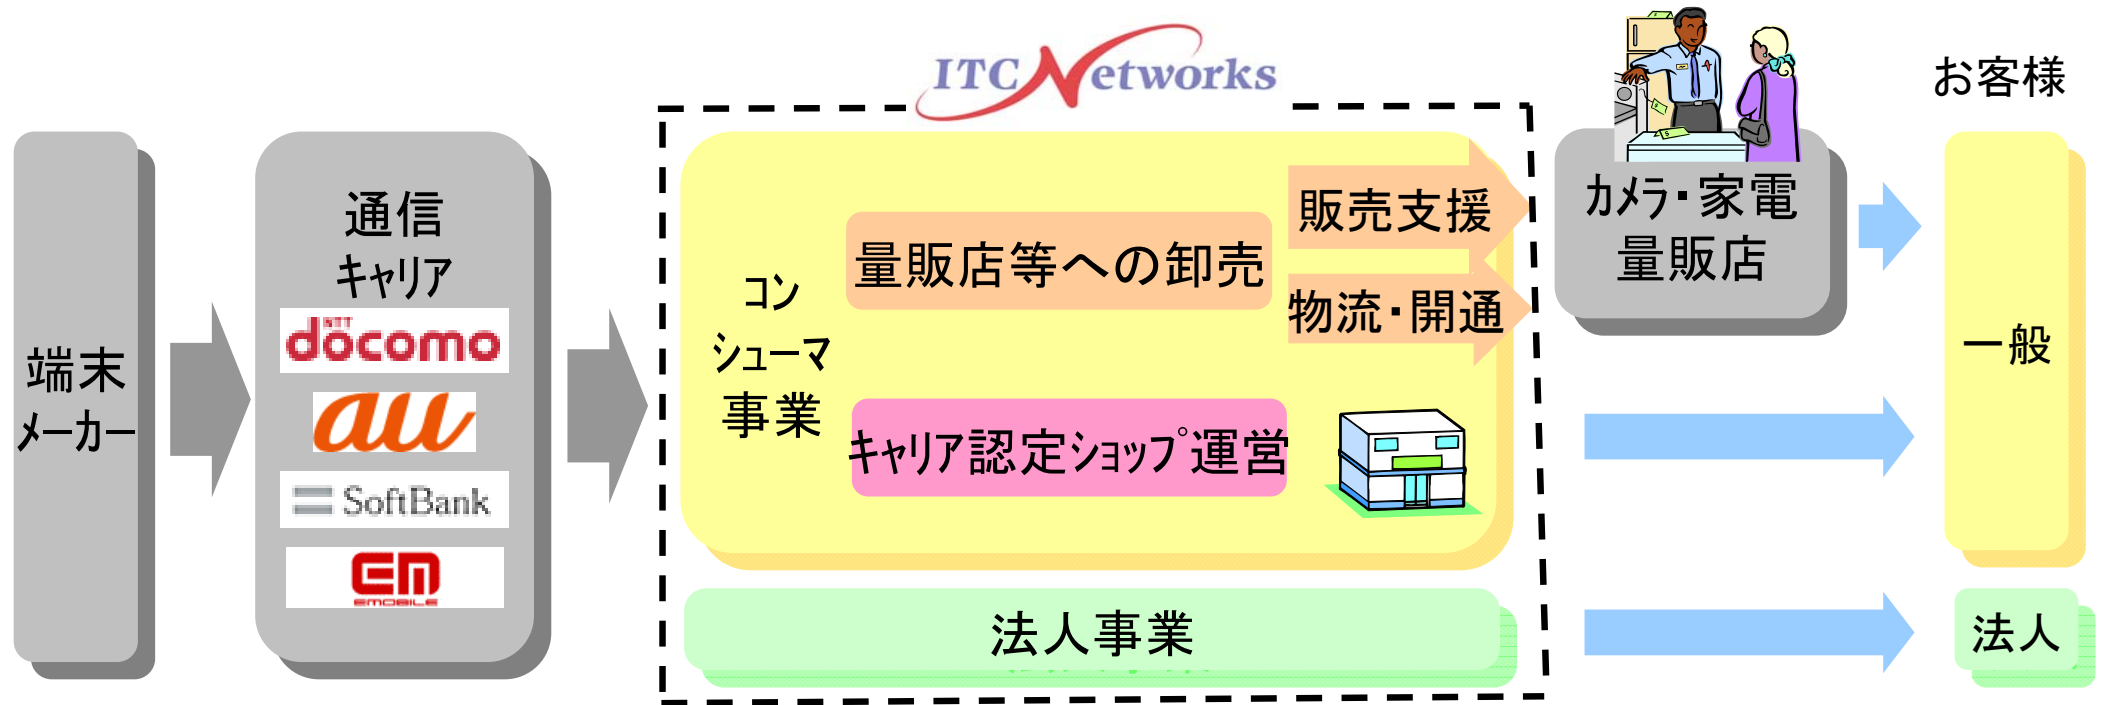 ITC Networks
お客様
端末
メーカー
通信
キャリア
NTT
docomo
au
SoftBank
EM
EMOBILE
コン
シューマ
事業
量販店等への卸売
販売支援
物流・開通
キャリア認定ショップ運営
法人事業
カメラ・家電
量販店
一般
法人